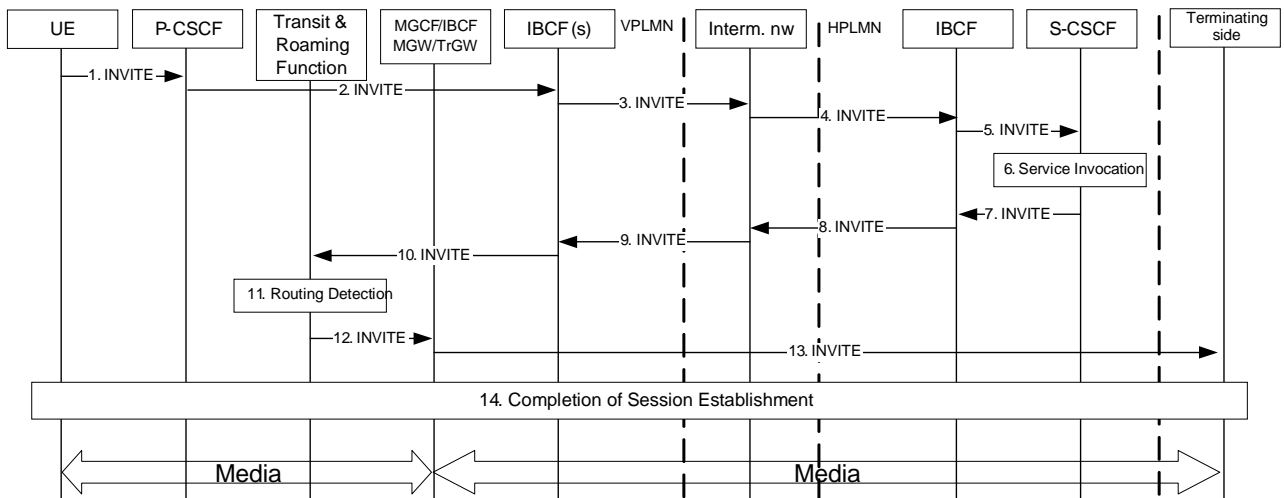 UE
P-CSCF
Transit &
Roaming
Function
MGCF/IBCF
MGW/TrGW
IBCF (s)
VPLMN
Interm. nw
HPLMN
IBCF
S-CSCF
Terminating
side
1. INVITE
2. INVITE
3. INVITE
4. INVITE
5. INVITE
6. Service Invocation
7. INVITE
8. INVITE
9. INVITE
10. INVITE
11. Routing Detection
12. INVITE
13. INVITE
14. Completion of Session Establishment
Media
Media